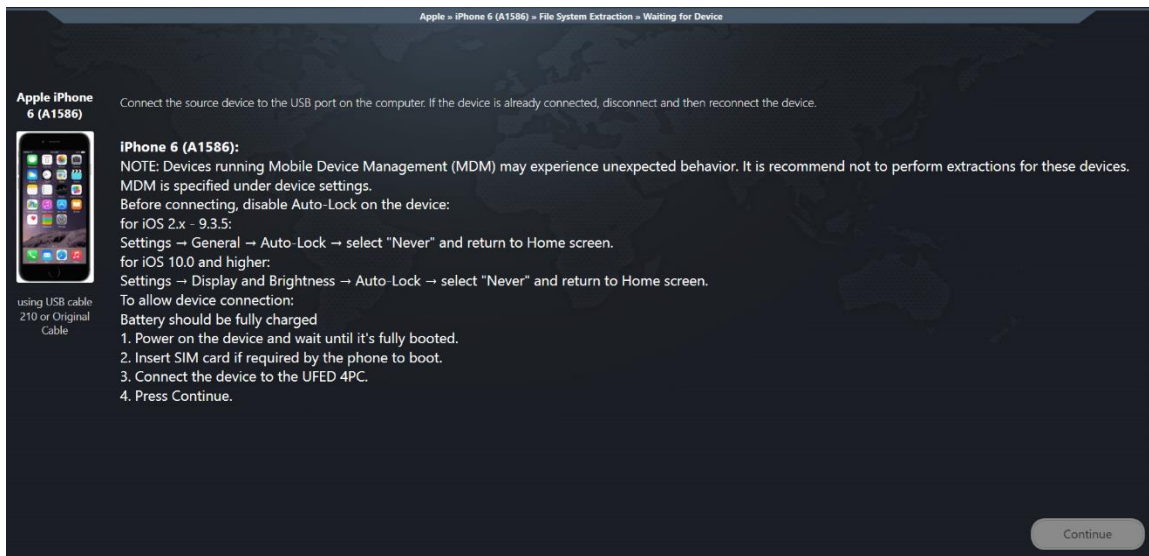 Apple » iPhone 6 (A1586) » File System Extraction » Waiting for Device
Apple iPhone
6 (A1586)
using USB cable
210 or Original
Cable
Connect the source device to the USB port on the computer. If the device is already connected, disconnect and then reconnect the device.
iPhone 6 (A1586):
NOTE: Devices running Mobile Device Management (MDM) may experience unexpected behavior. It is recommend not to perform extractions for these devices.
MDM is specified under device settings.
Before connecting, disable Auto-Lock on the device:
for iOS 2.x - 9.3.5:
Settings → General → Auto-Lock → select "Never" and return to Home screen.
for iOS 10.0 and higher:
Settings → Display and Brightness → Auto-Lock → select "Never" and return to Home screen.
To allow device connection:
Battery should be fully charged
1. Power on the device and wait until it's fully booted.
2. Insert SIM card if required by the phone to boot.
3. Connect the device to the UFED 4PC.
4. Press Continue.
Continue